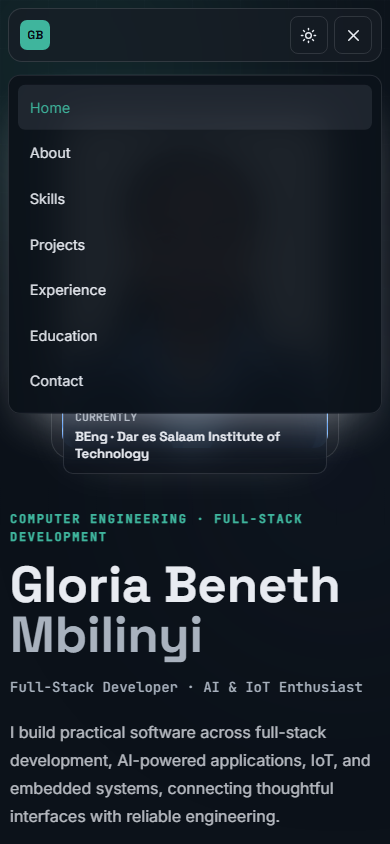 GB
Home
About
Skills
Projects
Experience
Education
Contact
CURRENTLY
BEng · Dar es Salaam Institute of
Technology
COMPUTER ENGINEERING · FULL-STACK
DEVELOPMENT
Gloria Beneth
Mbilinyi
Full-Stack Developer · AI & IoT Enthusiast
I build practical software across full-stack
development, AI-powered applications, IoT, and
embedded systems, connecting thoughtful
interfaces with reliable engineering.